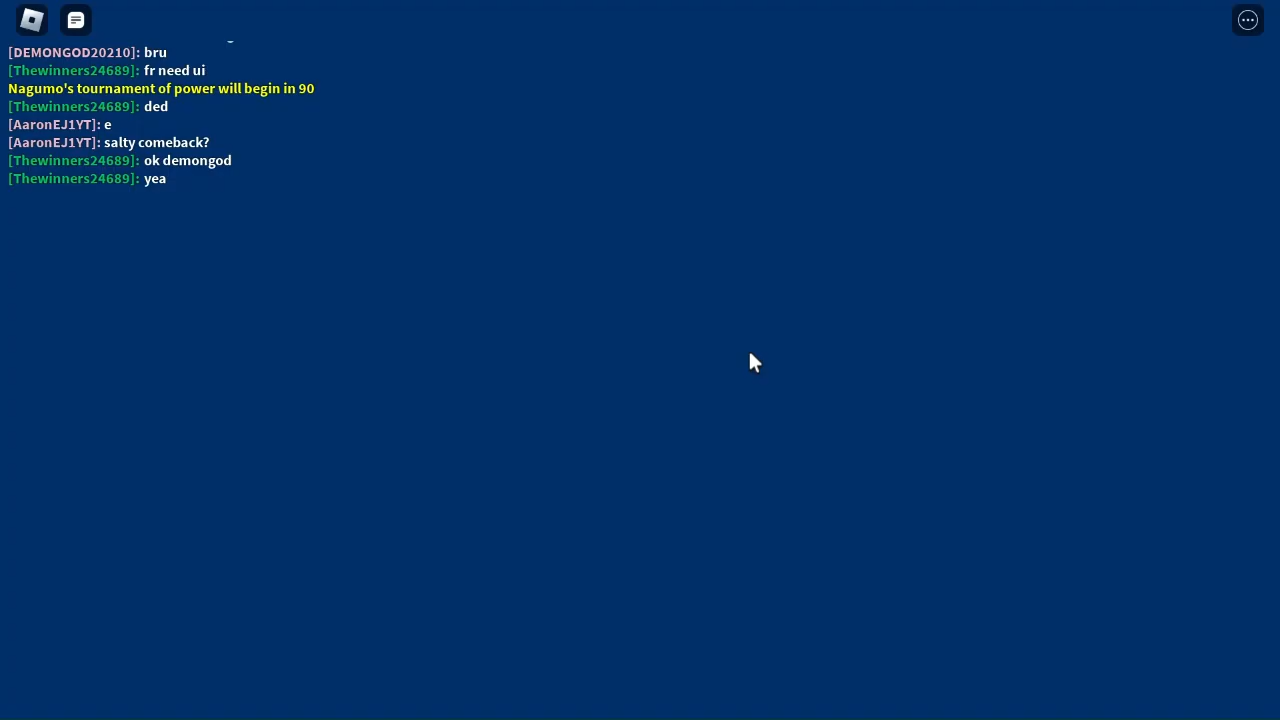 [DEMONGOD20210]: bru
[Thewinners24689]: fr need ui
Nagumo's tournament of power will begin in 90
[Thewinners24689]: ded
[AaronEJ1YT]: e
[AaronEJ1YT]: salty comeback?
[Thewinners24689]: ok demongod
[Thewinners24689]: yea